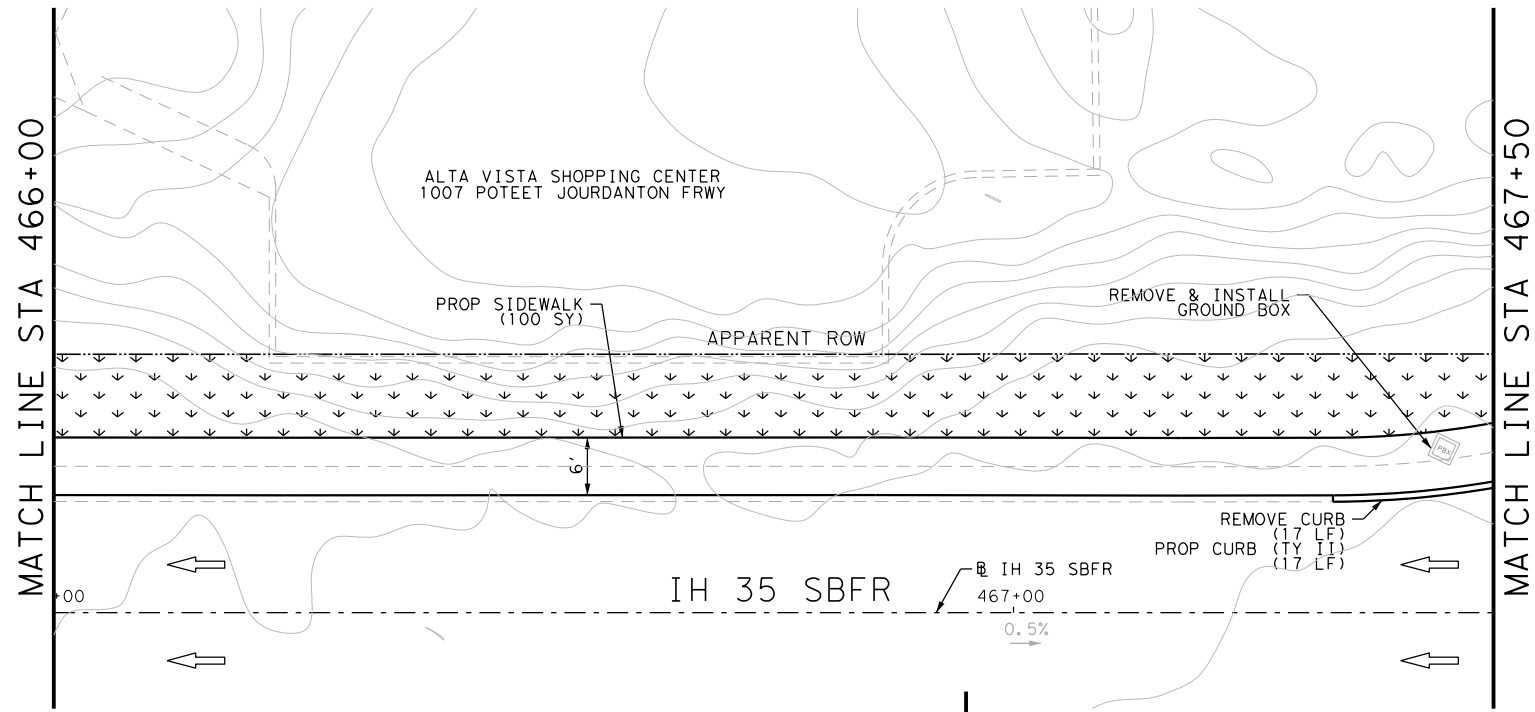 MATCH LINE STA 466+00
MATCH LINE STA 467+50
ALTA VISTA SHOPPING CENTER
1007 POTEET JOURDANTON FRWY
PROP SIDEWALK
(100 SY)
REMOVE & INSTALL
GROUND BOX
APPARENT ROW
PBX
6'
REMOVE CURB
(17 LF)
PROP CURB (TY II)
(17 LF)
BL IH 35 SBFR
IH 35 SBFR
+00
467+00
0.5%